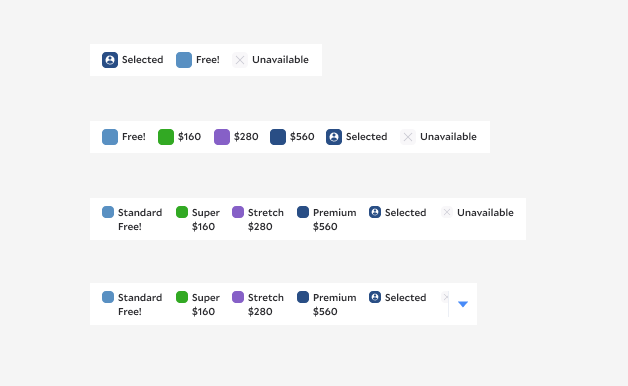 Selected Free! Unavailable
Free! $160 $280 $560 Selected Unavailable
Standard Super Stretch Premium Selected Unavailable
Free! $160 $280 $560
Standard Super Stretch Premium Selected
Free! $160 $280 $560